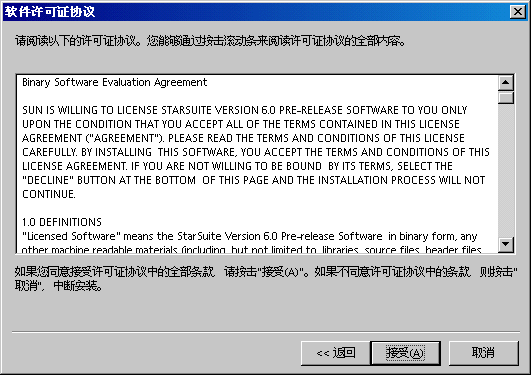 软件许可证协议
请阅读以下的许可证协议。您能够通过按击滚动条来阅读许可证协议的全部内容。
Binary Software Evaluation Agreement
SUN IS WILLING TO LICENSE STARSUITE VERSION 6.0 PRE-RELEASE SOFTWARE TO YOU ONLY
UPON THE CONDITION THAT YOU ACCEPT ALL OF THE TERMS CONTAINED IN THIS LICENSE
AGREEMENT ("AGREEMENT"). PLEASE READ THE TERMS AND CONDITIONS OF THIS LICENSE
CAREFULLY. BY INSTALLING THIS SOFTWARE, YOU ACCEPT THE TERMS AND CONDITIONS OF THIS
LICENSE AGREEMENT. IF YOU ARE NOT WILLING TO BE BOUND BY ITS TERMS, SELECT THE
"DECLINE" BUTTON AT THE BOTTOM OF THIS PAGE AND THE INSTALLATION PROCESS WILL NOT
CONTINUE.
1.0 DEFINITIONS
"Licensed Software" means the StarSuite Version 6.0 Pre-release Software in binary form, any
other machine readable materials (including, but not limited to, libraries, source files, header files,
如果您同意接受许可证协议中的全部条款，请按击"接受(A)"。如果不同意许可证协议中的条款，则按击"
取消"，中断安装。
<< 返回
接受(A)
取消